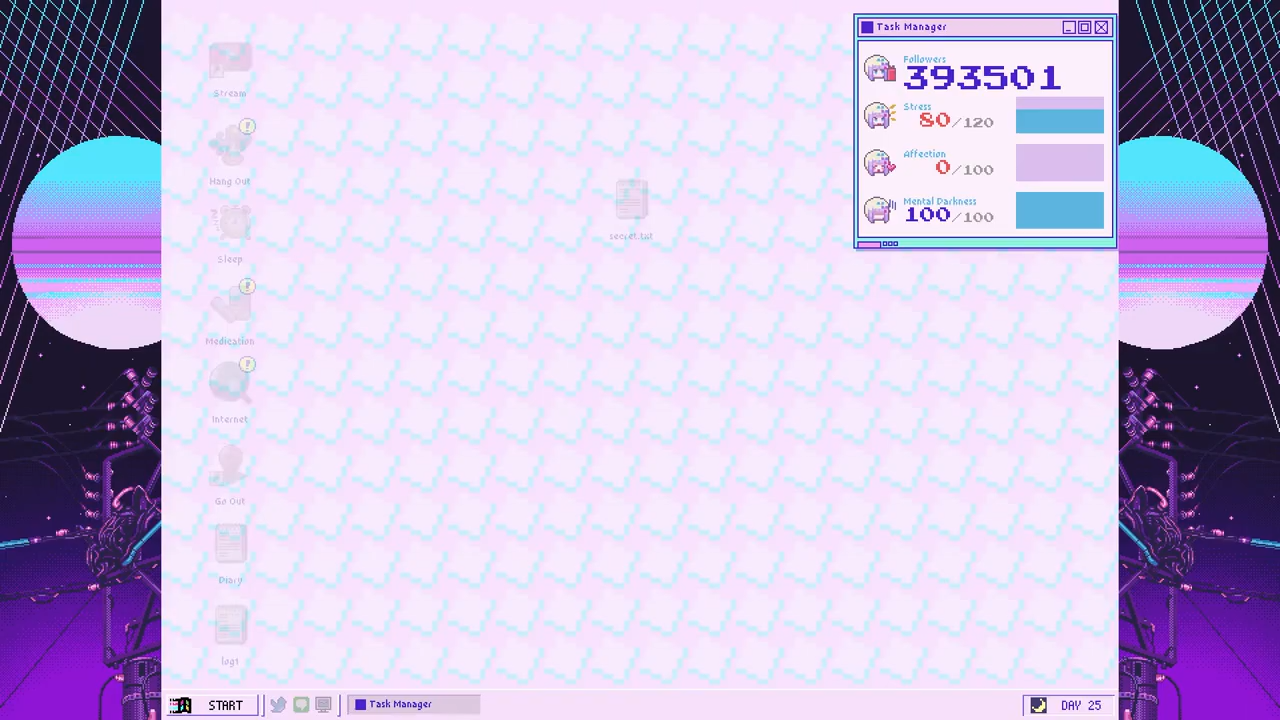 Task Manager
Followers
393501
Stress
80/120
Affection
0/100
Mental Darkness
100/100
Stream
Hang Out
Sleep
Medication
Internet
Go Out
Diary
log1
secret.txt
START
Task Manager
DAY 25